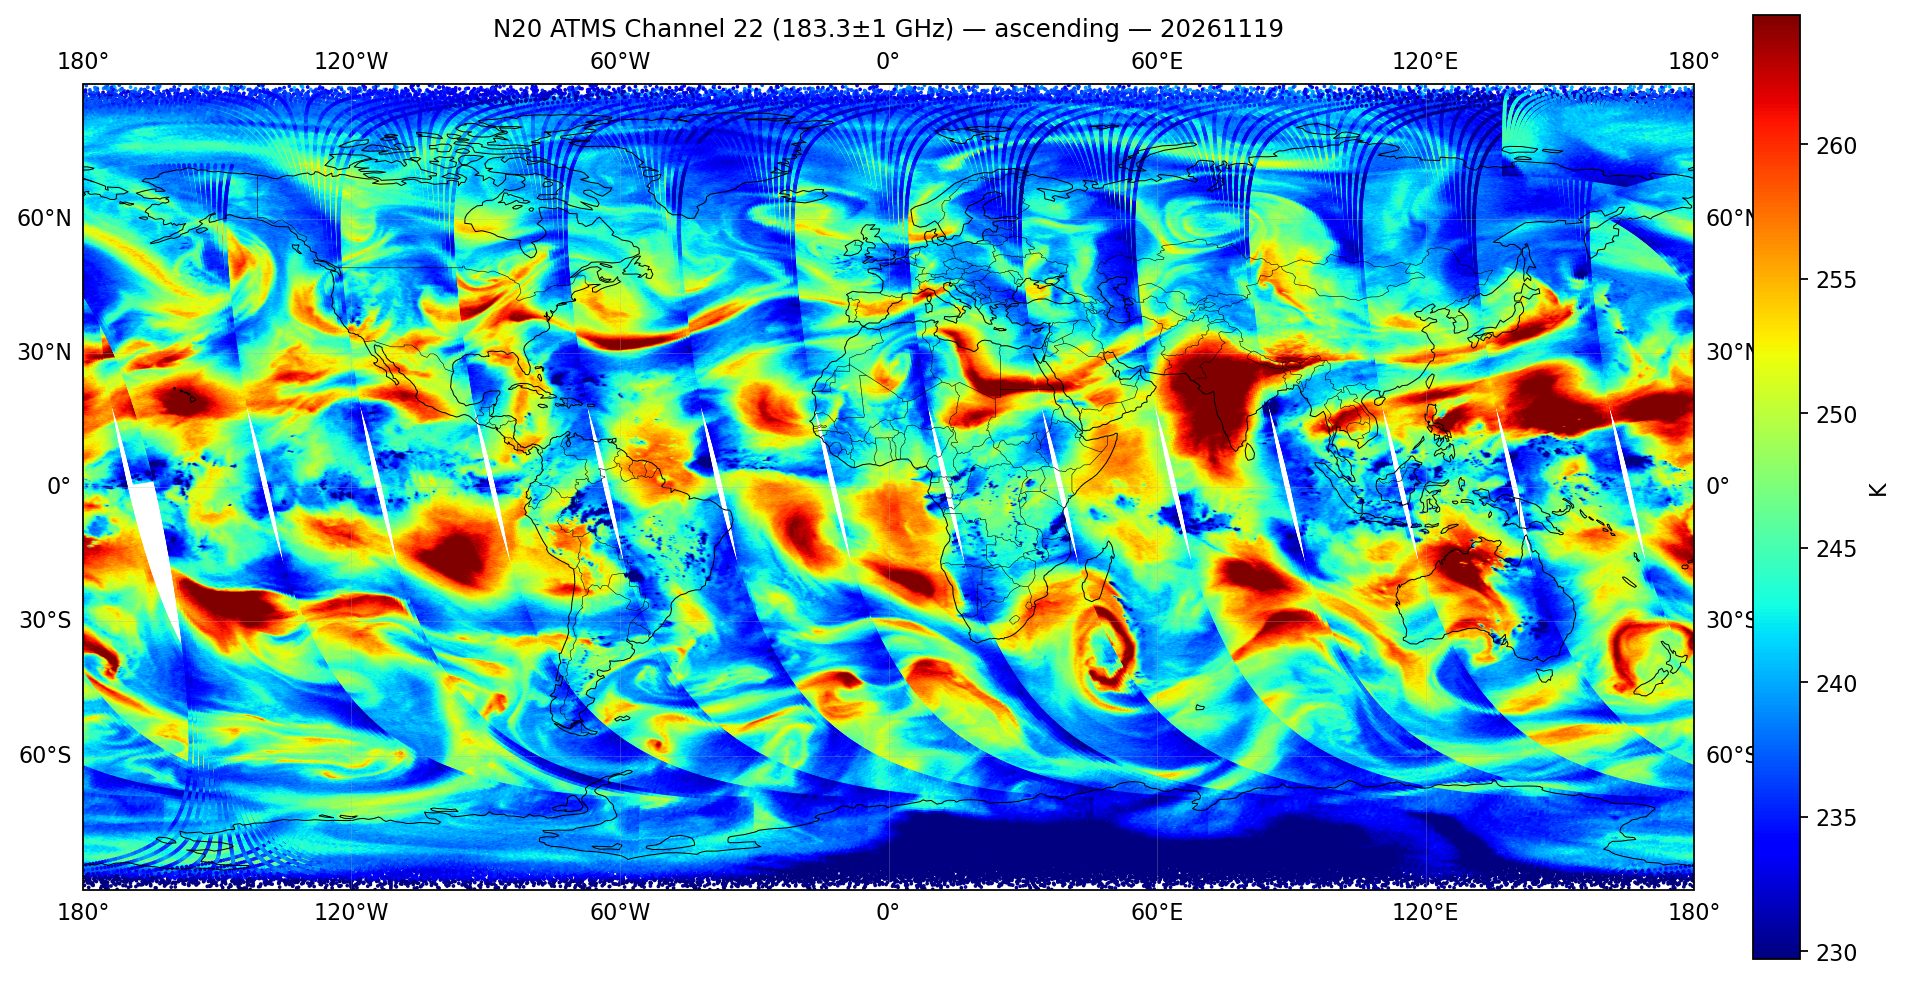 N20 ATMS Channel 22 (183.3±1 GHz) — ascending — 20261119
180° 120°W 60°W 0° 60°E 120°E 180°
60°N 60°N
30°N 30°N
0° 0°
30°S 30°S
60°S 60°S
180° 120°W 60°W 0° 60°E 120°E 180°
260
255
250
245
240
235
230
K